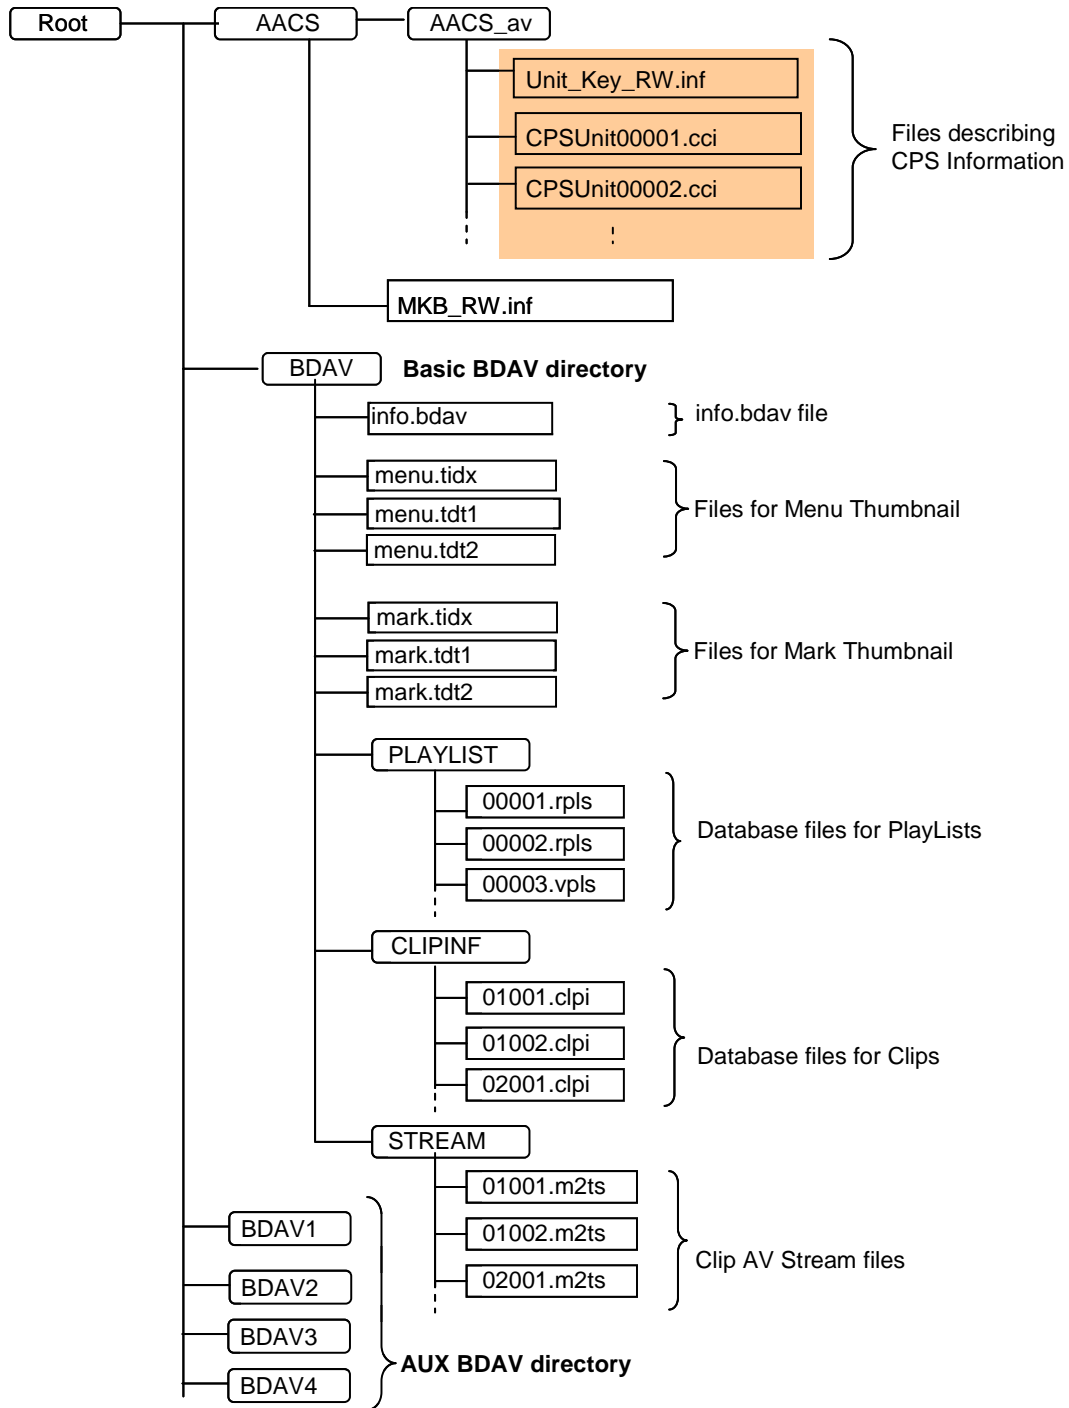 Root
AACS
AACS_av
Unit_Key_RW.inf
CPSUnit00001.cci
CPSUnit00002.cci
Files describing
CPS Information
MKB_RW.inf
BDAV
Basic BDAV directory
info.bdav
info.bdav file
menu.tidx
menu.tdt1
menu.tdt2
Files for Menu Thumbnail
mark.tidx
mark.tdt1
mark.tdt2
Files for Mark Thumbnail
PLAYLIST
00001.rpls
00002.rpls
00003.vpls
Database files for PlayLists
CLIPINF
01001.clpi
01002.clpi
02001.clpi
Database files for Clips
STREAM
01001.m2ts
01002.m2ts
02001.m2ts
Clip AV Stream files
BDAV1
BDAV2
BDAV3
BDAV4
AUX BDAV directory